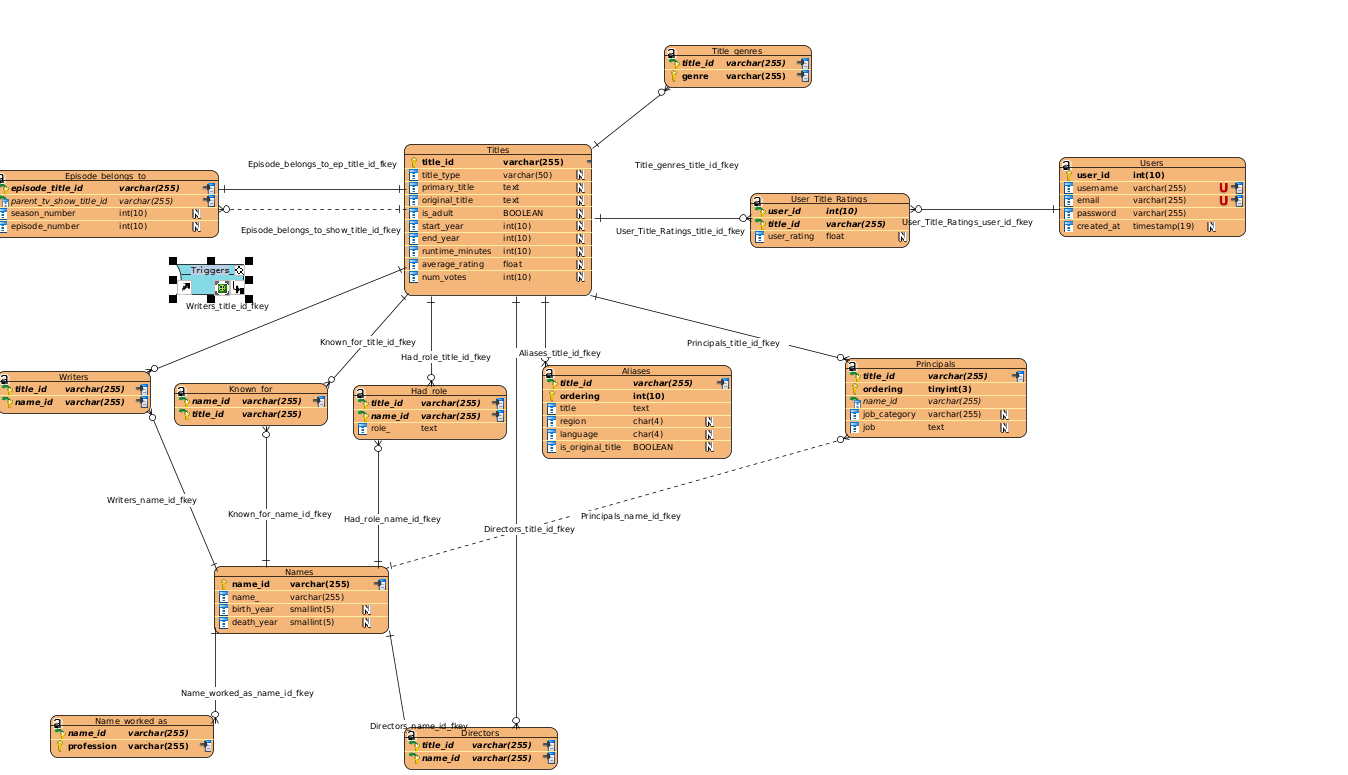 Title_genres
title_id varchar(255)
genre varchar(255)
Episode_belongs_to_ep_title_id_fkey
Title_genres_title_id_fkey
Titles
title_id varchar(255)
title_type varchar(50)
primary_title text
original_title text
is_adult BOOLEAN
start_year int(10)
end_year int(10)
runtime_minutes int(10)
average_rating float
num_votes int(10)
Episode_belongs_to
episode_title_id varchar(255)
parent_tv_show_title_id varchar(255)
season_number int(10)
episode_number int(10)
Episode_belongs_to_show_title_id_fkey
User_Title_Ratings_title_id_fkey
User_Title_Ratings
user_id int(10)
title_id varchar(255)
user_rating float
User_Title_Ratings_user_id_fkey
Users
user_id int(10)
username varchar(255) U
email varchar(255) U
password varchar(255)
created_at timestamp(19)
__Triggers_
Writers_title_id_fkey
Known_for_title_id_fkey
Had_role_title_id_fkey
Aliases_title_id_fkey
Principals_title_id_fkey
Writers
title_id varchar(255)
name_id varchar(255)
Known_for
name_id varchar(255)
title_id varchar(255)
Had_role
title_id varchar(255)
name_id varchar(255)
role_ text
Aliases
title_id varchar(255)
ordering int(10)
title text
region char(4)
language char(4)
is_original_title BOOLEAN
Principals
title_id varchar(255)
ordering tinyint(3)
name_id varchar(255)
job_category varchar(255)
job text
Writers_name_id_fkey
Known_for_name_id_fkey
Had_role_name_id_fkey
Directors_title_id_fkey
Principals_name_id_fkey
Names
name_id varchar(255)
name_ varchar(255)
birth_year smallint(5)
death_year smallint(5)
Name_worked_as_name_id_fkey
Directors_name_id_fkey
Name_worked_as
name_id varchar(255)
profession varchar(255)
Directors
title_id varchar(255)
name_id varchar(255)